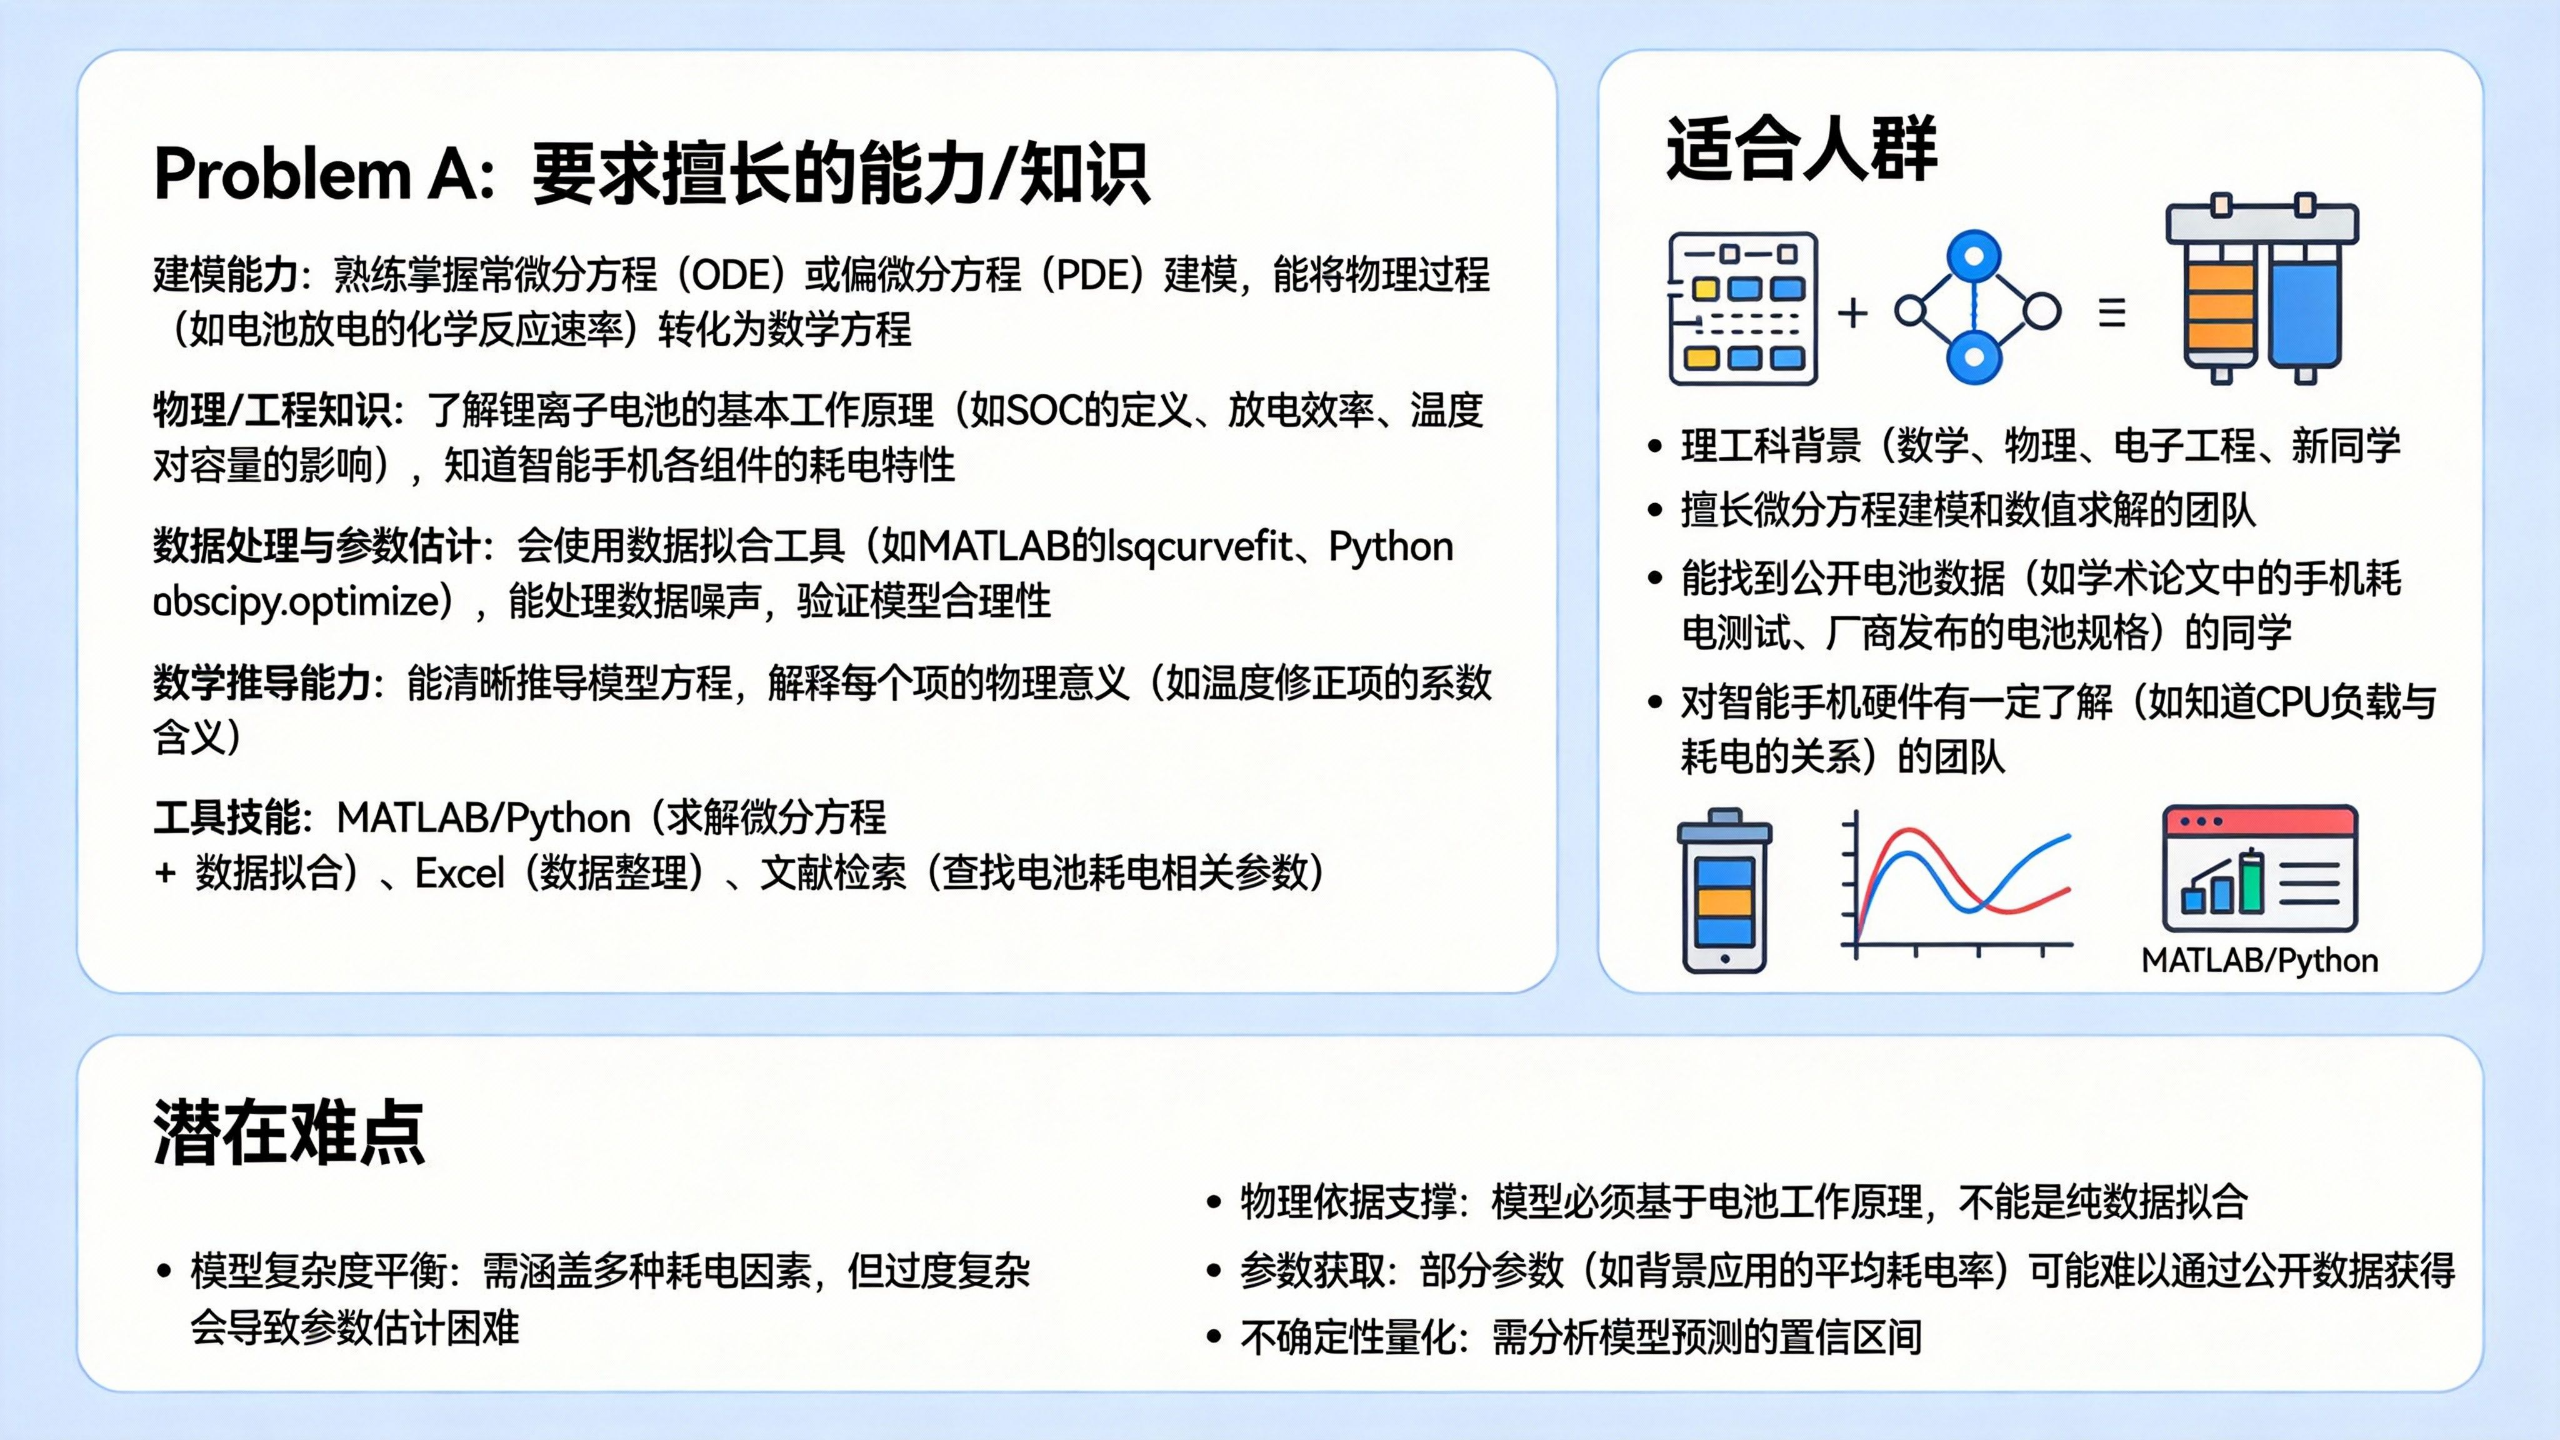 Problem A：要求擅长的能力/知识
建模能力：熟练掌握常微分方程（ODE）或偏微分方程（PDE）建模，能将物理过程
（如电池放电的化学反应速率）转化为数学方程
物理/工程知识：了解锂离子电池的基本工作原理（如SOC的定义、放电效率、温度
对容量的影响），知道智能手机各组件的耗电特性
数据处理与参数估计：会使用数据拟合工具（如MATLAB的lsqcurvefit、Python
abscipy.optimize），能处理数据噪声，验证模型合理性
数学推导能力：能清晰推导模型方程，解释每个项的物理意义（如温度修正项的系数
含义）
工具技能：MATLAB/Python（求解微分方程
+ 数据拟合）、Excel（数据整理）、文献检索（查找电池耗电相关参数）
适合人群
• 理工科背景（数学、物理、电子工程、新同学
• 擅长微分方程建模和数值求解的团队
• 能找到公开电池数据（如学术论文中的手机耗
电测试、厂商发布的电池规格）的同学
• 对智能手机硬件有一定了解（如知道CPU负载与
耗电的关系）的团队
MATLAB/Python
潜在难点
• 模型复杂度平衡：需涵盖多种耗电因素，但过度复杂
会导致参数估计困难
• 物理依据支撑：模型必须基于电池工作原理，不能是纯数据拟合
• 参数获取：部分参数（如背景应用的平均耗电率）可能难以通过公开数据获得
• 不确定性量化：需分析模型预测的置信区间